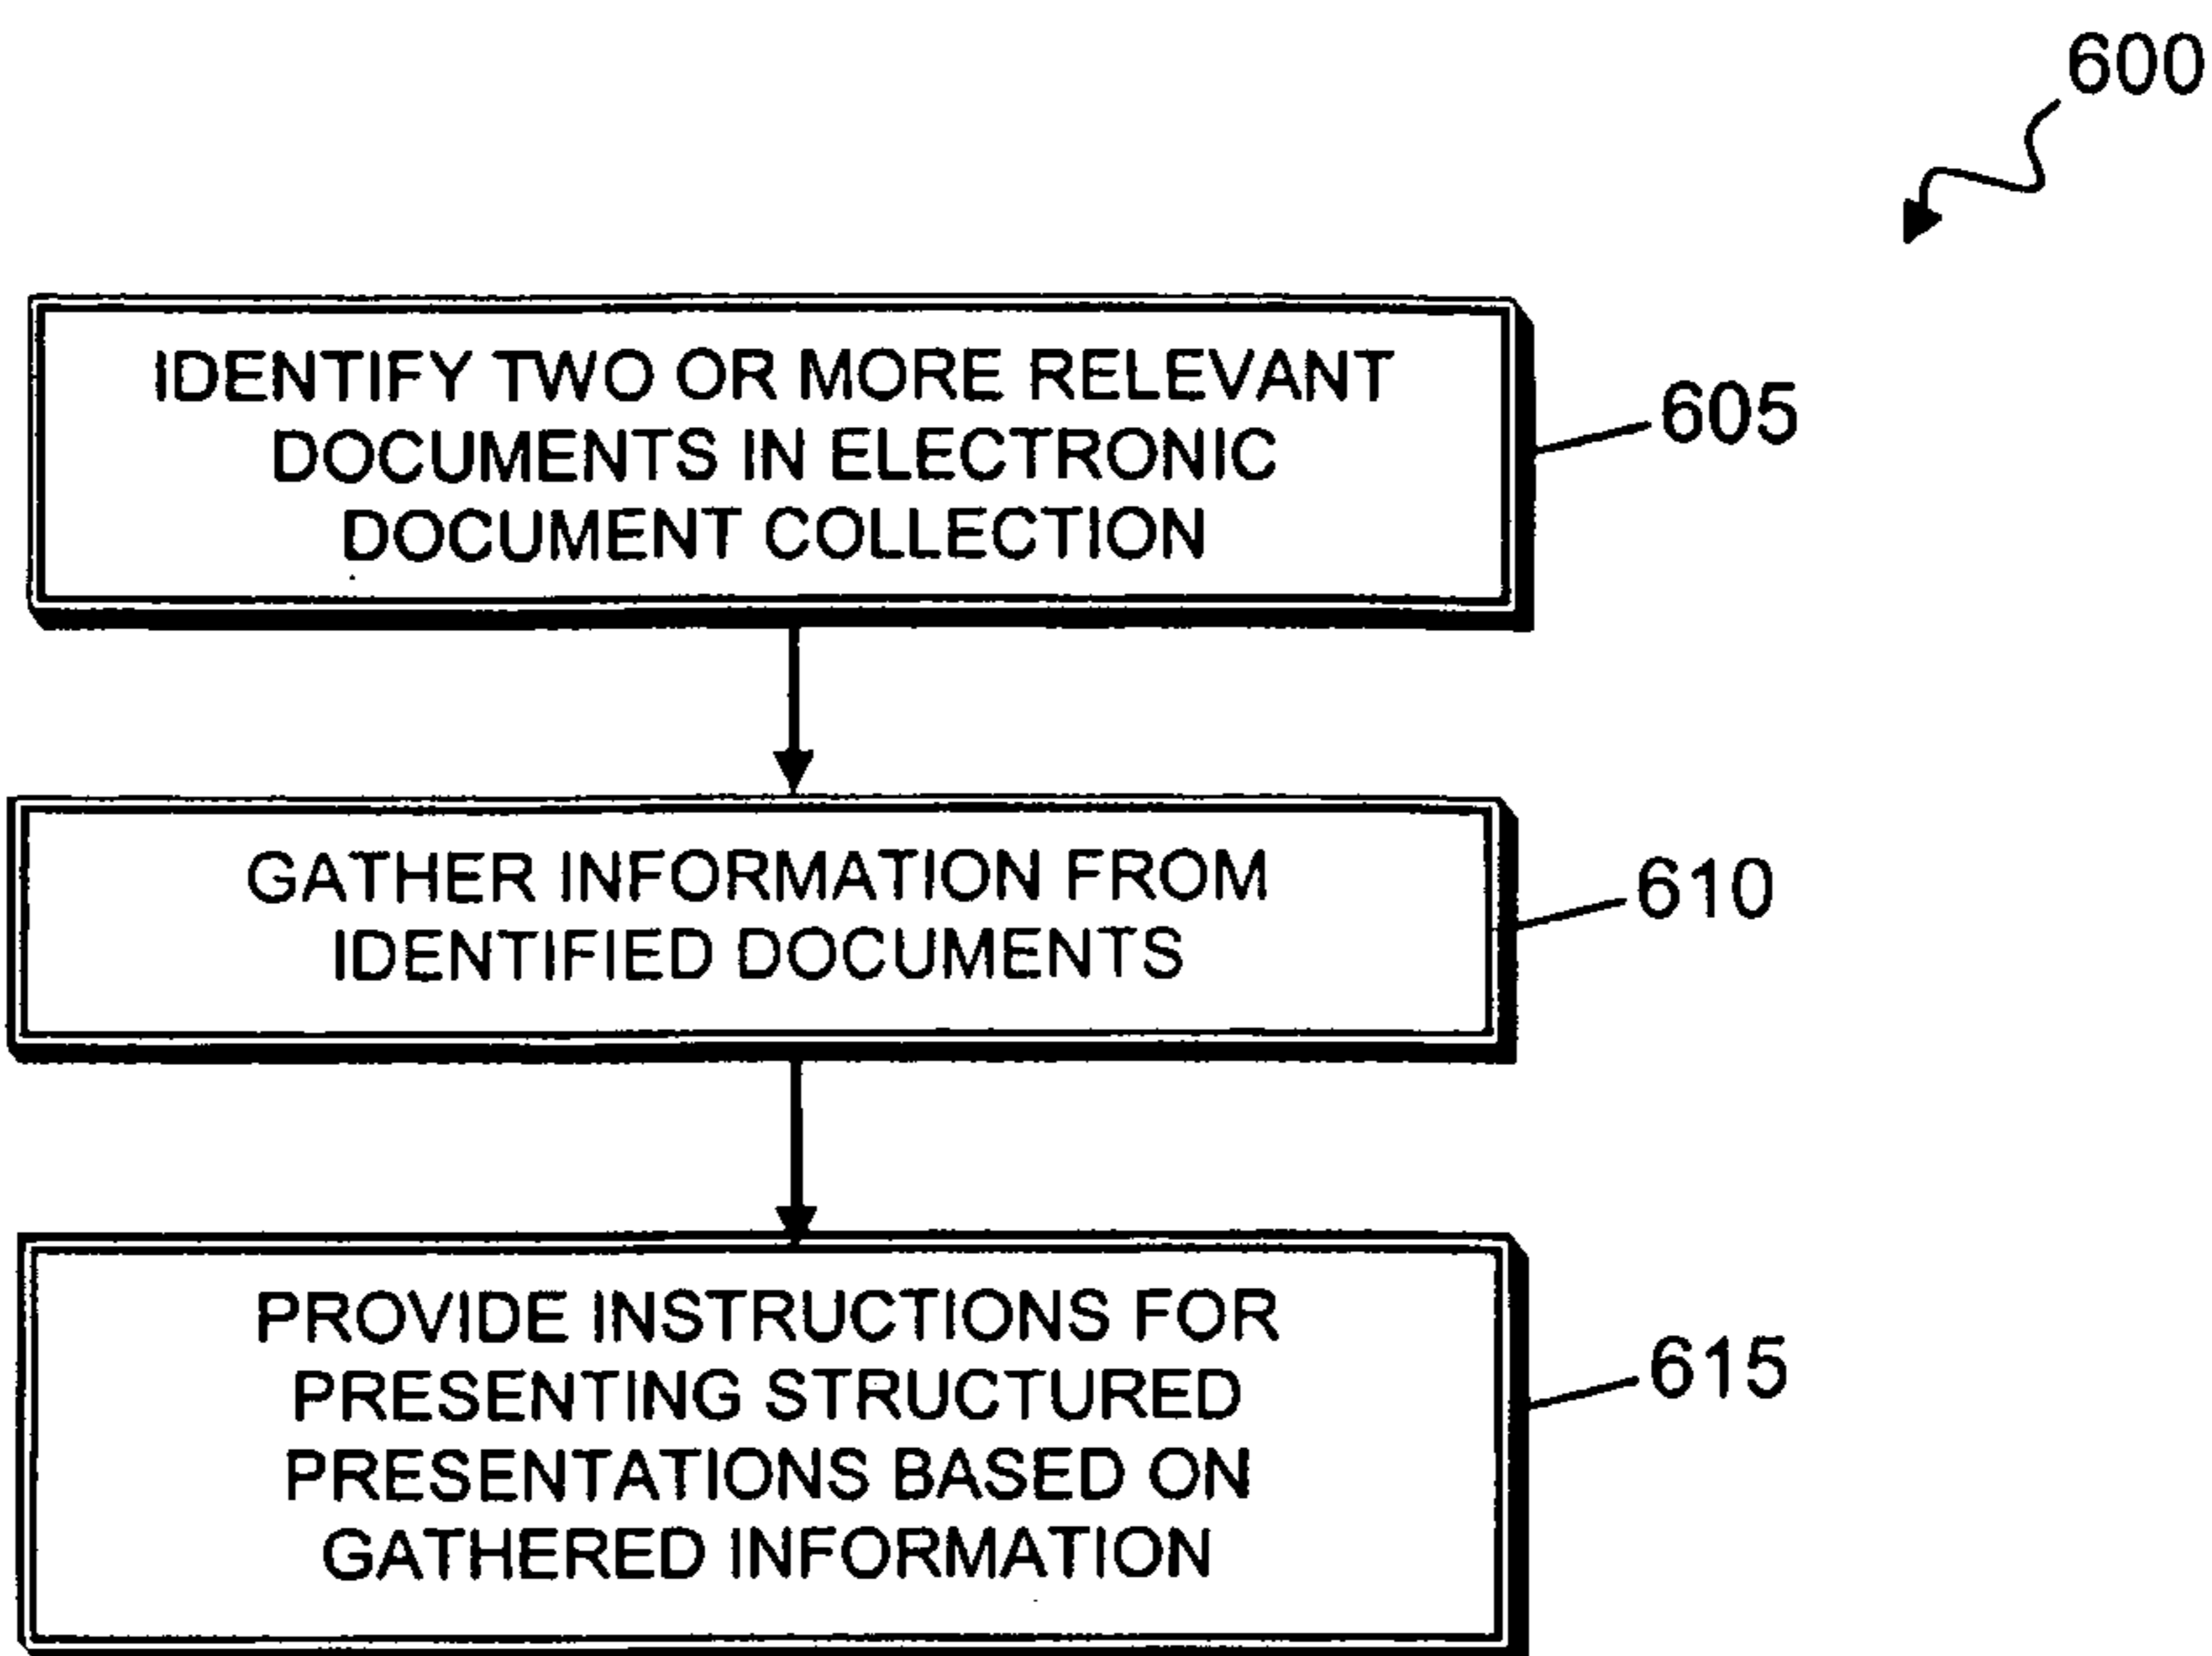 600
IDENTIFY TWO OR MORE RELEVANT
DOCUMENTS IN ELECTRONIC
DOCUMENT COLLECTION
605
GATHER INFORMATION FROM
IDENTIFIED DOCUMENTS
610
PROVIDE INSTRUCTIONS FOR
PRESENTING STRUCTURED
PRESENTATIONS BASED ON
GATHERED INFORMATION
615